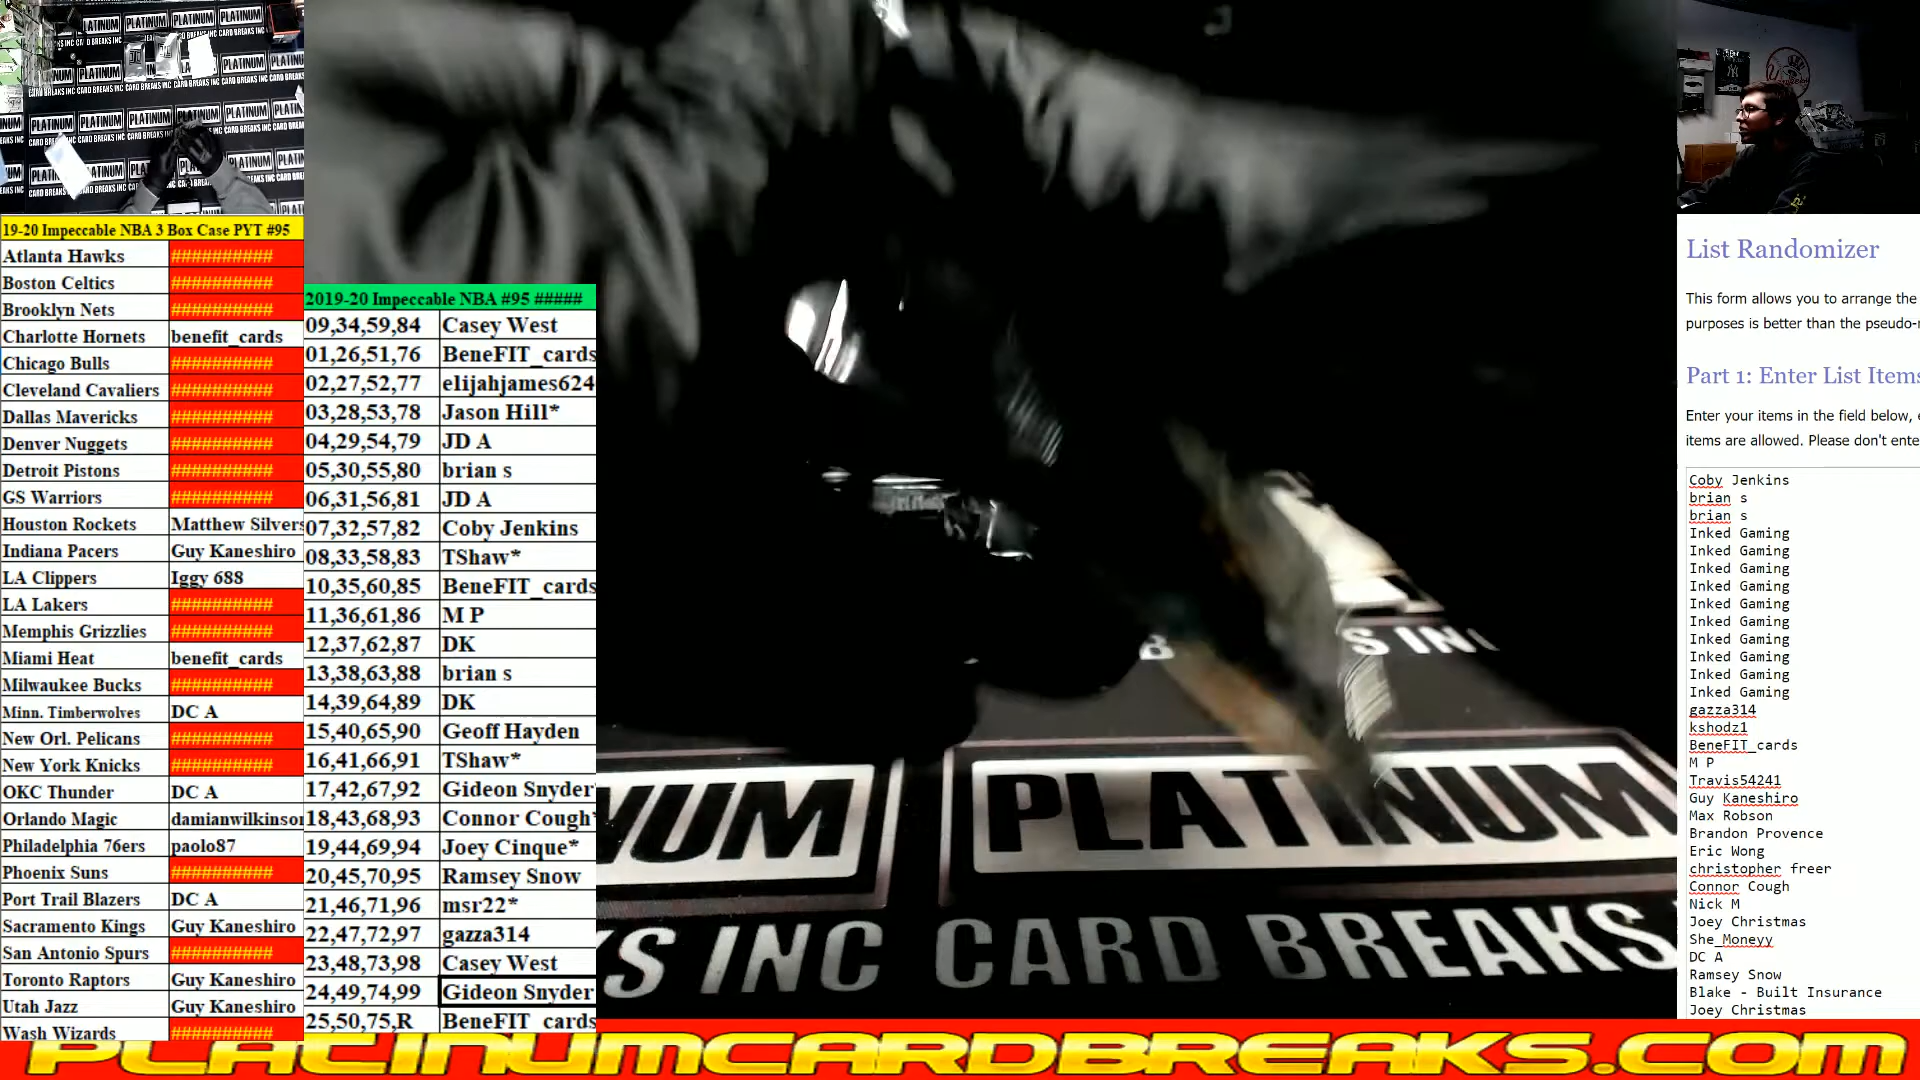 19-20 Impeccable NBA 3 Box Case PYT #95
Atlanta Hawks ##########
Boston Celtics ##########
Brooklyn Nets ##########
Charlotte Hornets benefit_cards
Chicago Bulls ##########
Cleveland Cavaliers ##########
Dallas Mavericks ##########
Denver Nuggets ##########
Detroit Pistons ##########
GS Warriors ##########
Houston Rockets Matthew Silvers
Indiana Pacers Guy Kaneshiro
LA Clippers Iggy 688
LA Lakers ##########
Memphis Grizzlies ##########
Miami Heat benefit_cards
Milwaukee Bucks ##########
Minn. Timberwolves DC A
New Orl. Pelicans ##########
New York Knicks ##########
OKC Thunder DC A
Orlando Magic damianwilkinson
Philadelphia 76ers paolo87
Phoenix Suns ##########
Port Trail Blazers DC A
Sacramento Kings Guy Kaneshiro
San Antonio Spurs ##########
Toronto Raptors Guy Kaneshiro
Utah Jazz Guy Kaneshiro
Wash Wizards ##########
2019-20 Impeccable NBA #95 #####
09,34,59,84 Casey West
01,26,51,76 BeneFIT_cards
02,27,52,77 elijahjames624
03,28,53,78 Jason Hill*
04,29,54,79 JD A
05,30,55,80 brian s
06,31,56,81 JD A
07,32,57,82 Coby Jenkins
08,33,58,83 TShaw*
10,35,60,85 BeneFIT_cards
11,36,61,86 M P
12,37,62,87 DK
13,38,63,88 brian s
14,39,64,89 DK
15,40,65,90 Geoff Hayden
16,41,66,91 TShaw*
17,42,67,92 Gideon Snyder
18,43,68,93 Connor Cough*
19,44,69,94 Joey Cinque*
20,45,70,95 Ramsey Snow
21,46,71,96 msr22*
22,47,72,97 gazza314
23,48,73,98 Casey West
24,49,74,99 Gideon Snyder
25,50,75,R BeneFIT_cards
B S IN
NUM PLATINUM
S INC CARD BREAKS
List Randomizer
This form allows you to arrange the
purposes is better than the pseudo-
Part 1: Enter List Items
Enter your items in the field below,
items are allowed. Please don't ente
Coby Jenkins
brian s
brian s
Inked Gaming
Inked Gaming
Inked Gaming
Inked Gaming
Inked Gaming
Inked Gaming
Inked Gaming
Inked Gaming
Inked Gaming
Inked Gaming
gazza314
kshodz1
BeneFIT_cards
M P
Travis54241
Guy Kaneshiro
Max Robson
Brandon Provence
Eric Wong
christopher freer
Connor Cough
Nick M
Joey Christmas
She_Moneyy
DC A
Ramsey Snow
Blake - Built Insurance
Joey Christmas
PLATINUMCARDBREAKS.COM